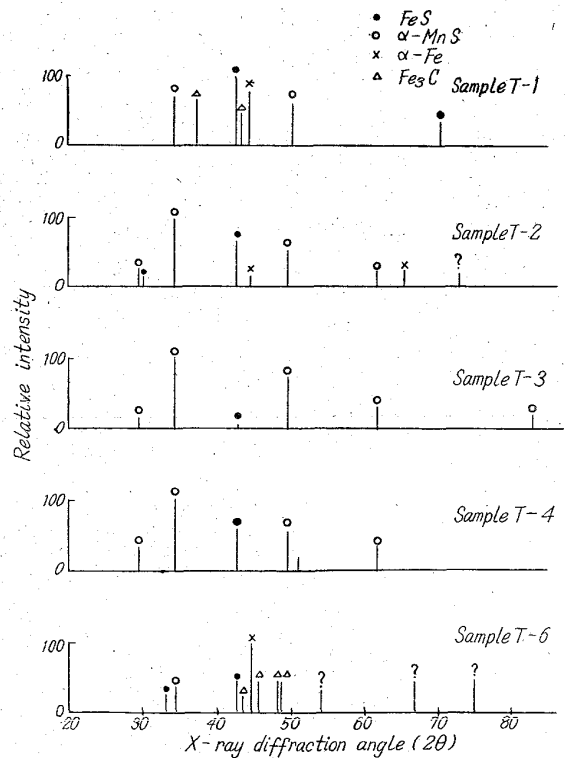 ● FeS
○ α-MnS
× α-Fe
△ Fe₃C
Sample T-1
100
0
Sample T-2
100
0
?
Sample T-3
100
0
Sample T-4
100
0
Sample T-6
100
0
? ? ?
20 30 40 50 60 70 80
X-ray diffraction angle (2θ)
Relative intensity